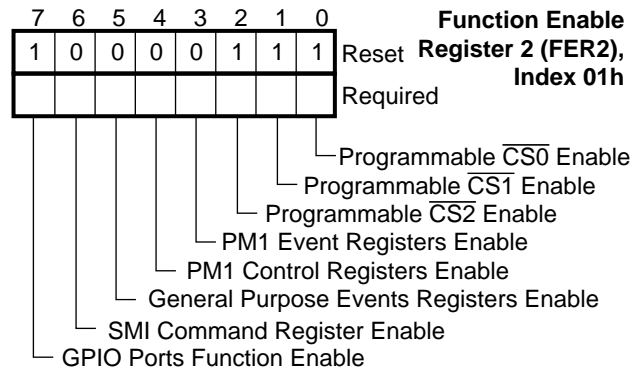 7 6 5 4 3 2 1 0
Function Enable
Register 2 (FER2),
Index 01h
1 0 0 0 0 1 1 1 Reset
Required
Programmable CS0 Enable
Programmable CS1 Enable
Programmable CS2 Enable
PM1 Event Registers Enable
PM1 Control Registers Enable
General Purpose Events Registers Enable
SMI Command Register Enable
GPIO Ports Function Enable